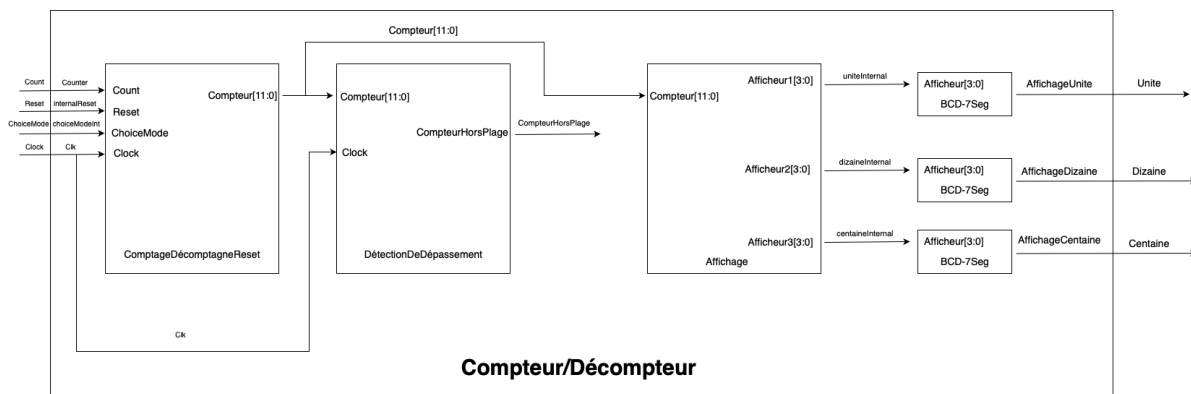 Compteur[11:0]
Count
Counter
Reset
internalReset
ChoiceMode
choiceModeInt
Clock
Clk
Count
Reset
ChoiceMode
Clock
Compteur[11:0]
ComptageDécomptagneReset
Compteur[11:0]
CompteurHorsPlage
Clock
DétectionDeDépassement
CompteurHorsPlage
Compteur[11:0]
Afficheur1[3:0]
Afficheur2[3:0]
Afficheur3[3:0]
Affichage
uniteInternal
Afficheur[3:0]
BCD-7Seg
AffichageUnite
Unite
dizaineInternal
Afficheur[3:0]
BCD-7Seg
AffichageDizaine
Dizaine
centaineInternal
Afficheur[3:0]
BCD-7Seg
AffichageCentaine
Centaine
Clk
Compteur/Décompteur